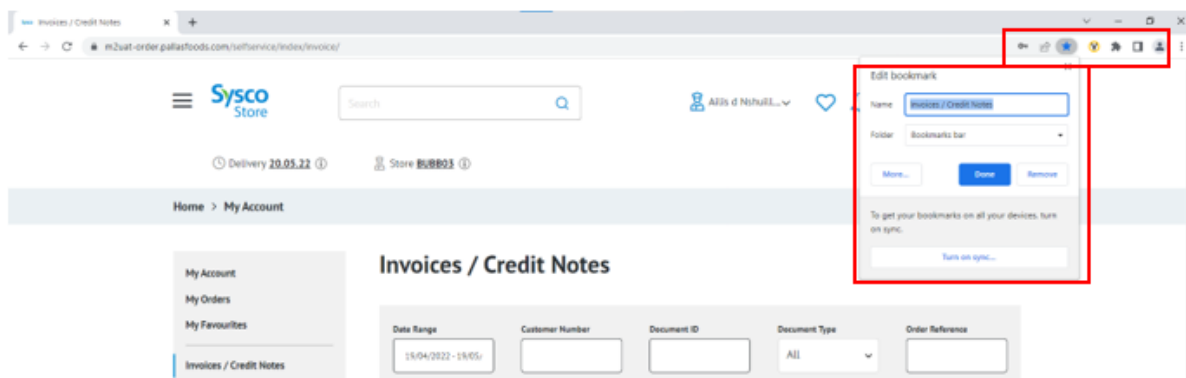 Invoices / Credit Notes
m2uat-order.pallasfoods.com/selfservice/index/invoice/
Edit bookmark
Name Invoices / Credit Notes
Folder Bookmarks bar
More... Done Remove
To get your bookmarks on all your devices, turn
on sync.
Turn on sync...
Sysco
Store
Search
Allis d Nshuill...
Delivery 20.05.22
Store BUBB03
Home > My Account
My Account
My Orders
My Favourites
Invoices / Credit Notes
Invoices / Credit Notes
Date Range Customer Number Document ID Document Type Order Reference
19/04/2022 - 19/05/ All